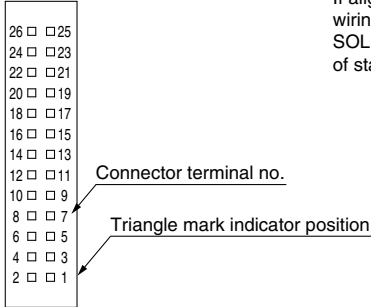 If alig
wirin
SOL
of sta
26 25
24 23
22 21
20 19
18 17
16 15
14 13
12 11
10 9
8 7
6 5
4 3
2 1
Connector terminal no.
Triangle mark indicator position